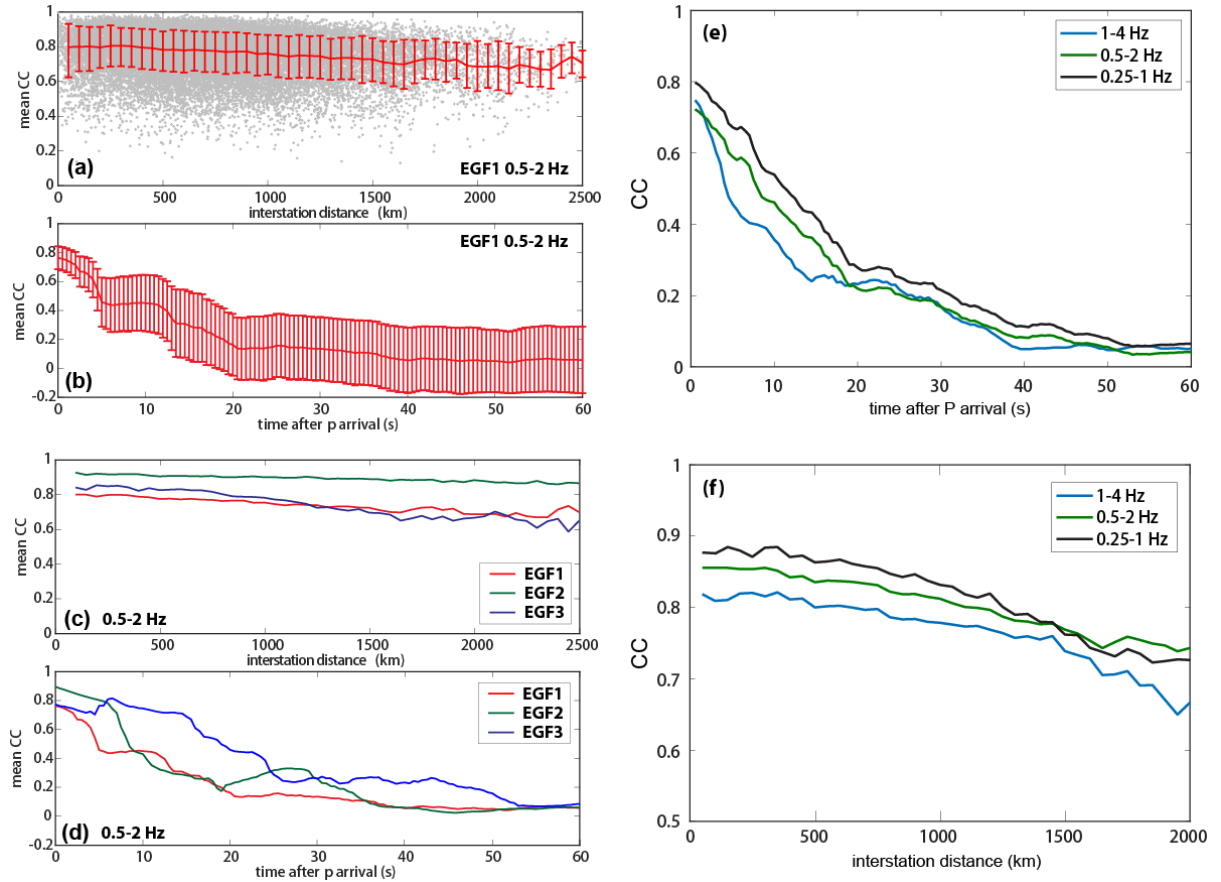 1
0.8
0.6
0.4
0.2
0
mean CC
(a)
EGF1 0.5-2 Hz
0 500 1000 1500 2000 2500
interstation distance (km)
1
0.8
0.6
0.4
0.2
0
-0.2
mean CC
EGF1 0.5-2 Hz
(b)
0 10 20 30 40 50 60
time after p arrival (s)
1
0.8
0.6
0.4
0.2
0
mean CC
EGF1
EGF2
EGF3
(c) 0.5-2 Hz
0 500 1000 1500 2000 2500
interstation distance (km)
1
0.8
0.6
0.4
0.2
0
-0.2
mean CC
EGF1
EGF2
EGF3
(d) 0.5-2 Hz
0 10 20 30 40 50 60
time after p arrival (s)
1
0.8
0.6
0.4
0.2
0
CC
(e)
1-4 Hz
0.5-2 Hz
0.25-1 Hz
0 10 20 30 40 50 60
time after P arrival (s)
1
0.9
0.8
0.7
0.6
0.5
CC
(f)
1-4 Hz
0.5-2 Hz
0.25-1 Hz
0 500 1000 1500 2000
interstation distance (km)